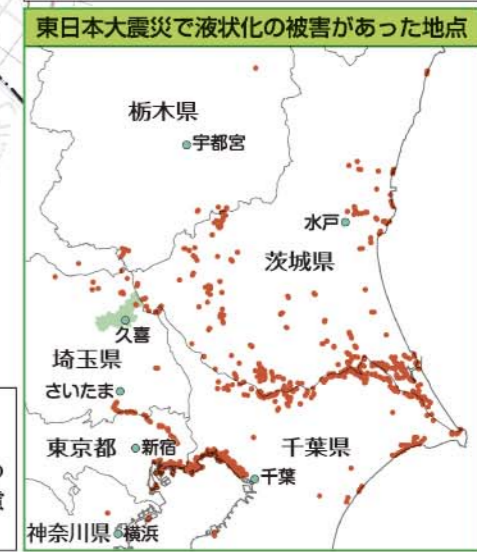 東日本大震災で液状化の被害があった地点
栃木県
宇都宮
水戸
茨城県
久喜
埼玉県
さいたま
東京都
新宿
千葉県
千葉
神奈川県
横浜
の